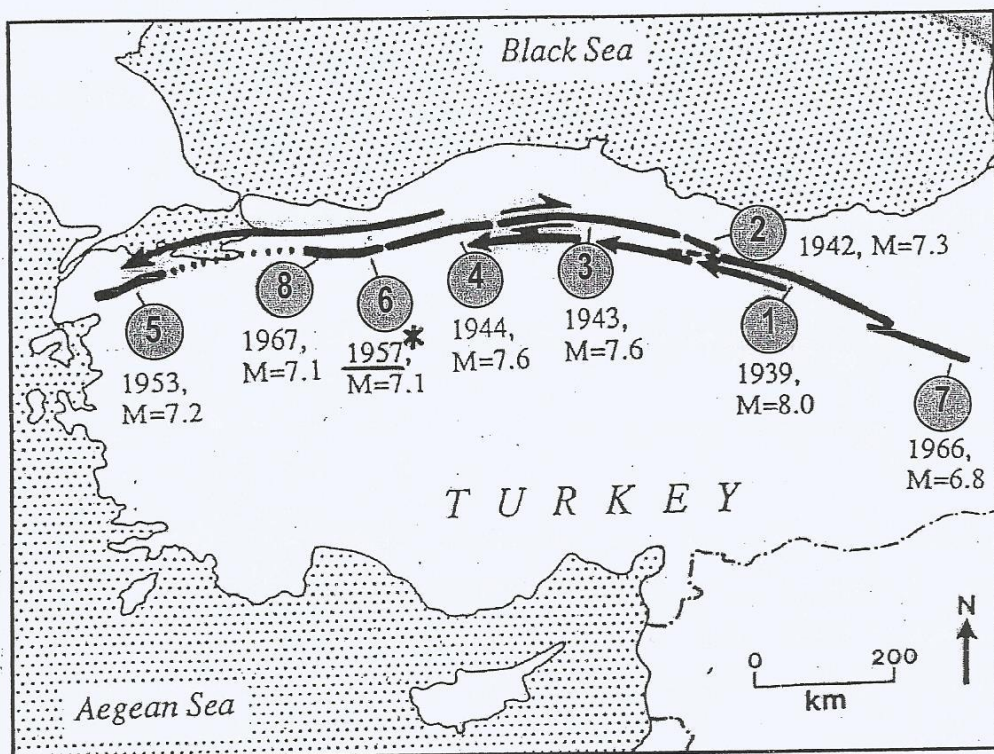 Black Sea
2
1942, M=7.3
5
1953,
M=7.2
8
1967,
M=7.1
6
1957,*
M=7.1
4
1944,
M=7.6
3
1943,
M=7.6
1
1939,
M=8.0
7
1966,
M=6.8
TURKEY
N
0 200
km
Aegean Sea